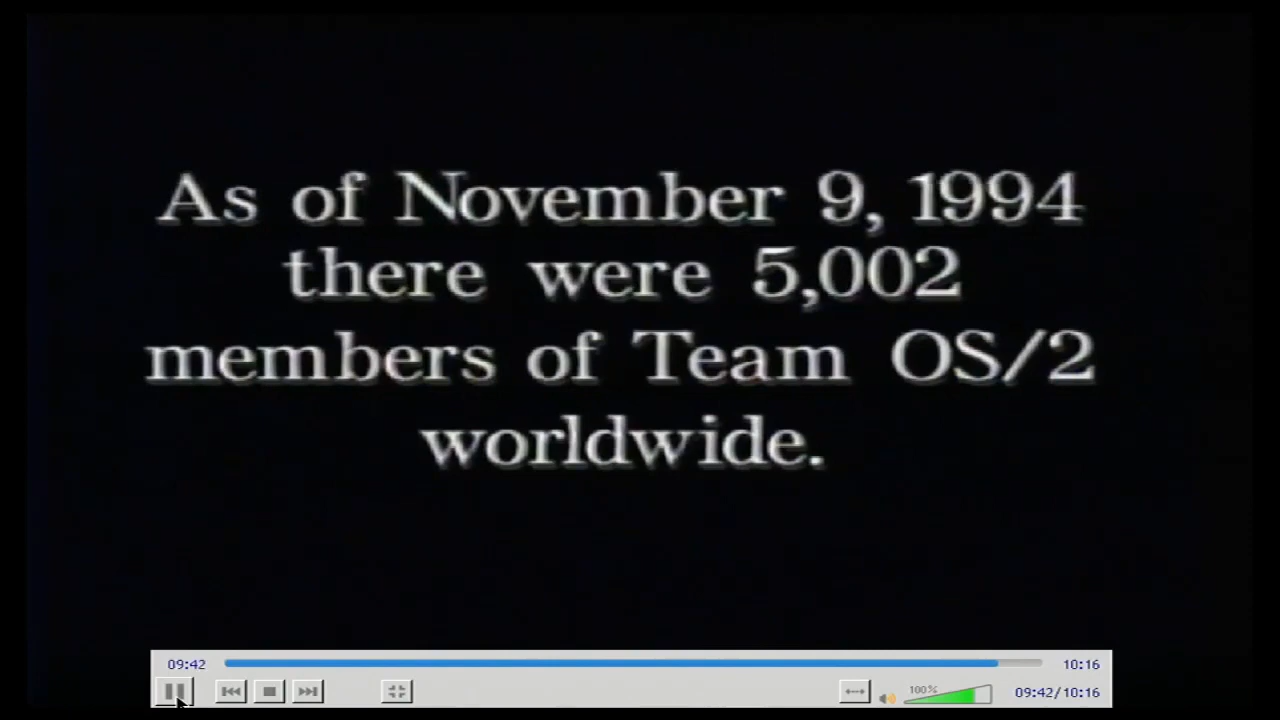 As of November 9, 1994
there were 5,002
members of Team OS/2
worldwide.
09:42
10:16
100%
09:42/10:16